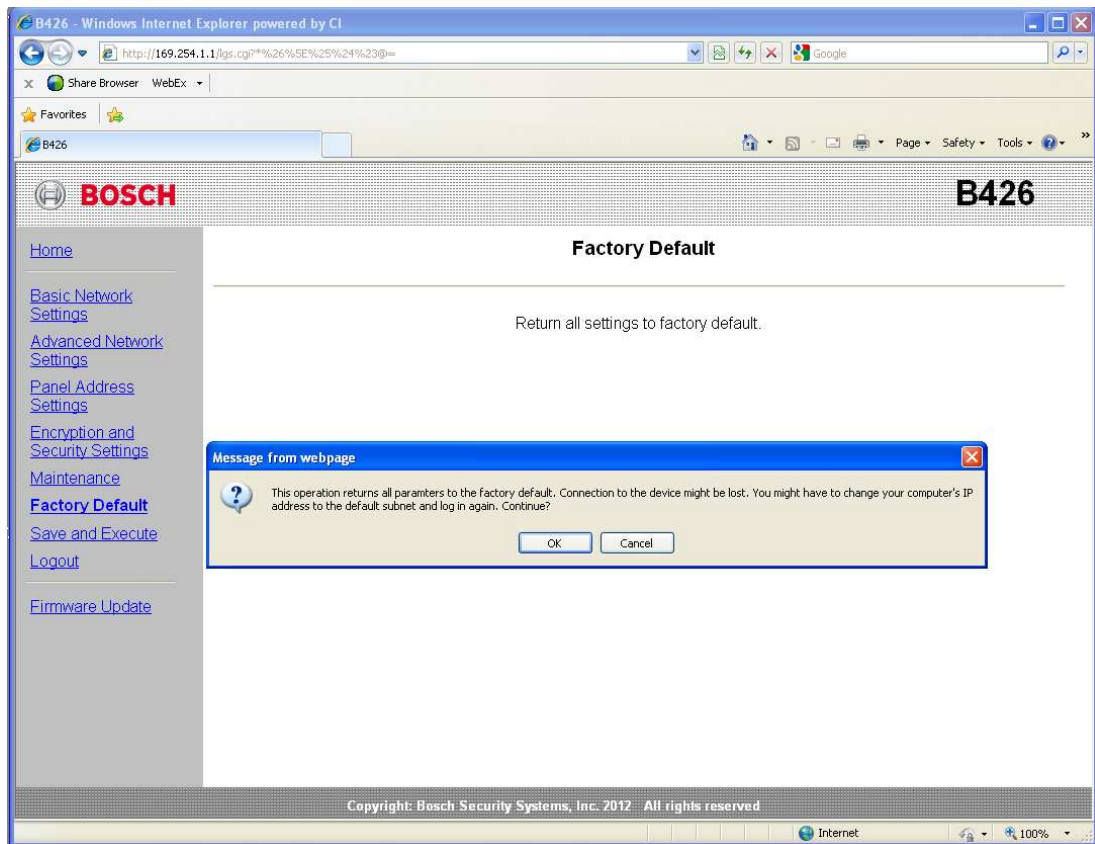 B426 - Windows Internet Explorer powered by CI
http://169.254.1.1/lgs.cgi?*%26%5E%25%24%23@=
Google
x Share Browser WebEx
Favorites
B426
Page Safety Tools »
BOSCH
B426
Home
Basic Network
Settings
Advanced Network
Settings
Panel Address
Settings
Encryption and
Security Settings
Maintenance
Factory Default
Save and Execute
Logout
Firmware Update
Factory Default
Return all settings to factory default.
Message from webpage
This operation returns all paramters to the factory default. Connection to the device might be lost. You might have to change your computer's IP
address to the default subnet and log in again. Continue?
OK Cancel
Copyright: Bosch Security Systems, Inc. 2012 All rights reserved
Internet 100%